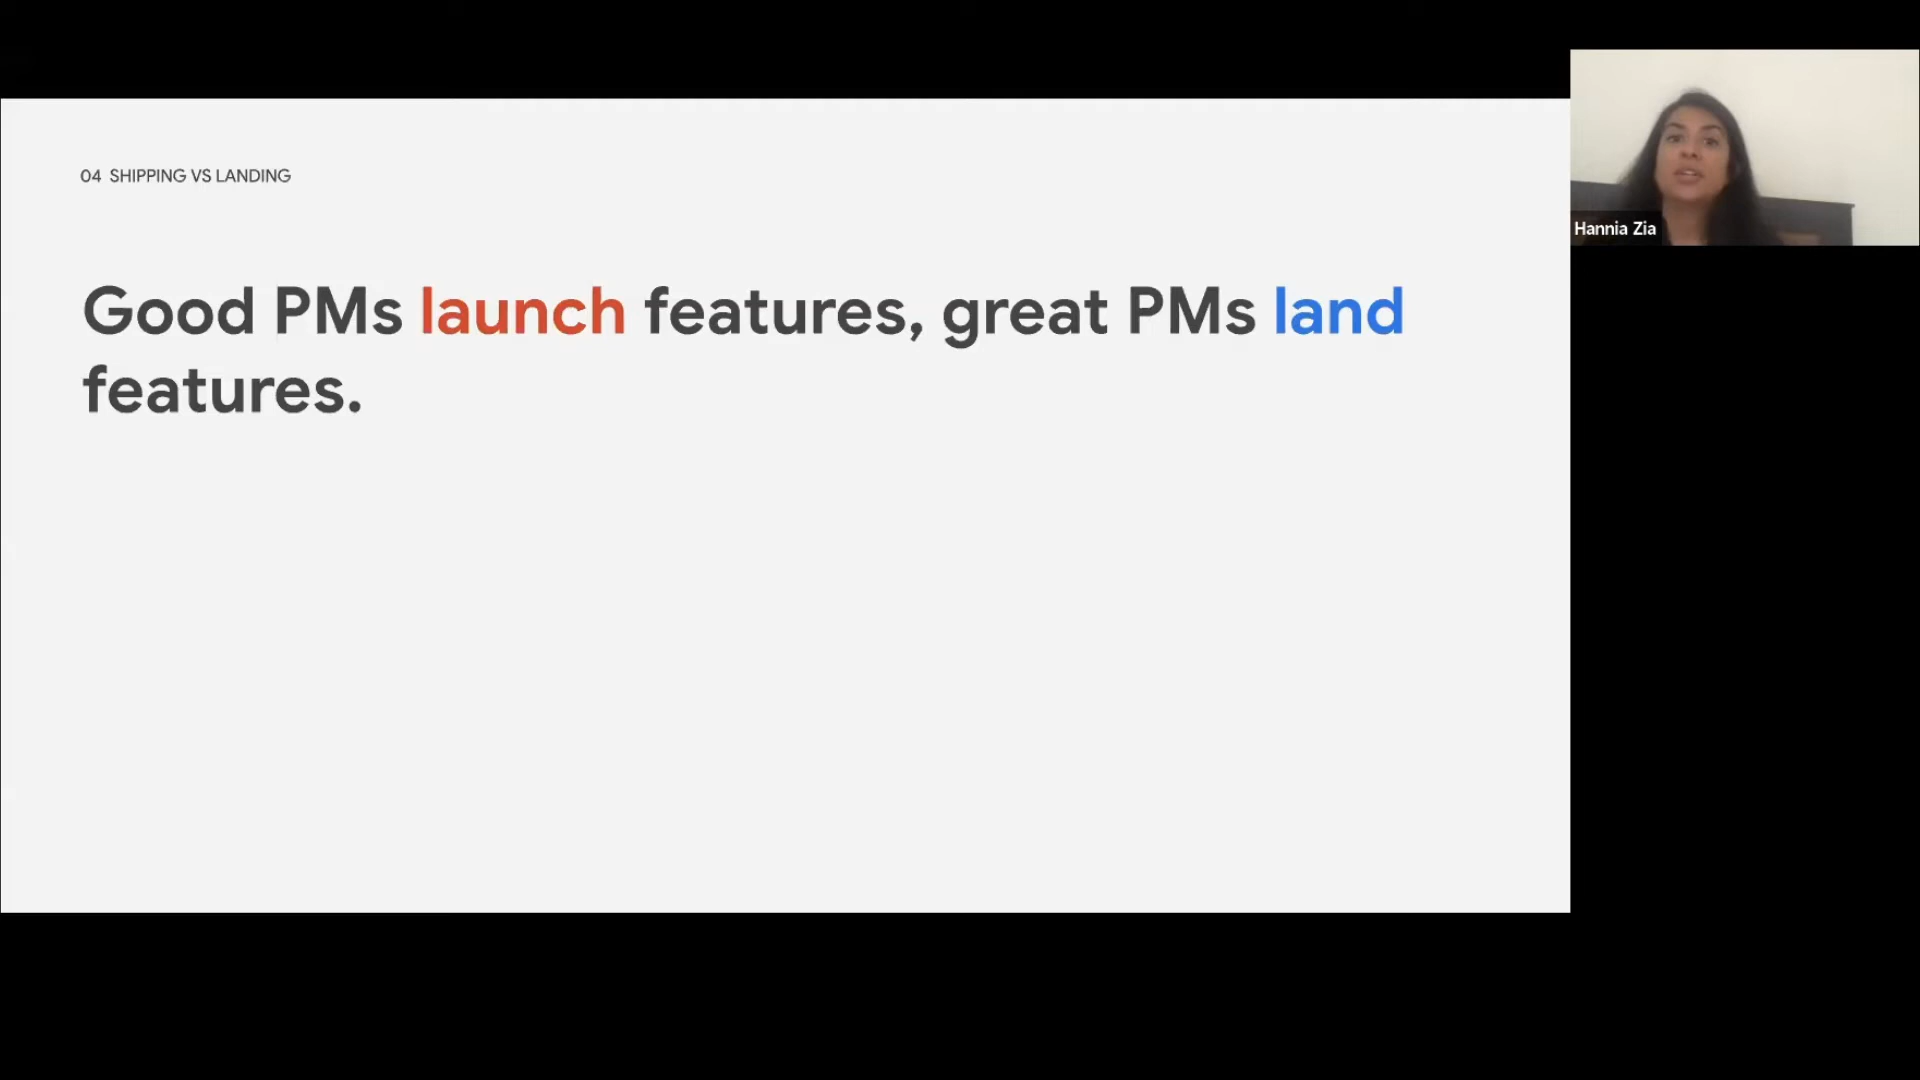 04 SHIPPING VS LANDING
Good PMs launch features, great PMs land
features.
Hannia Zia